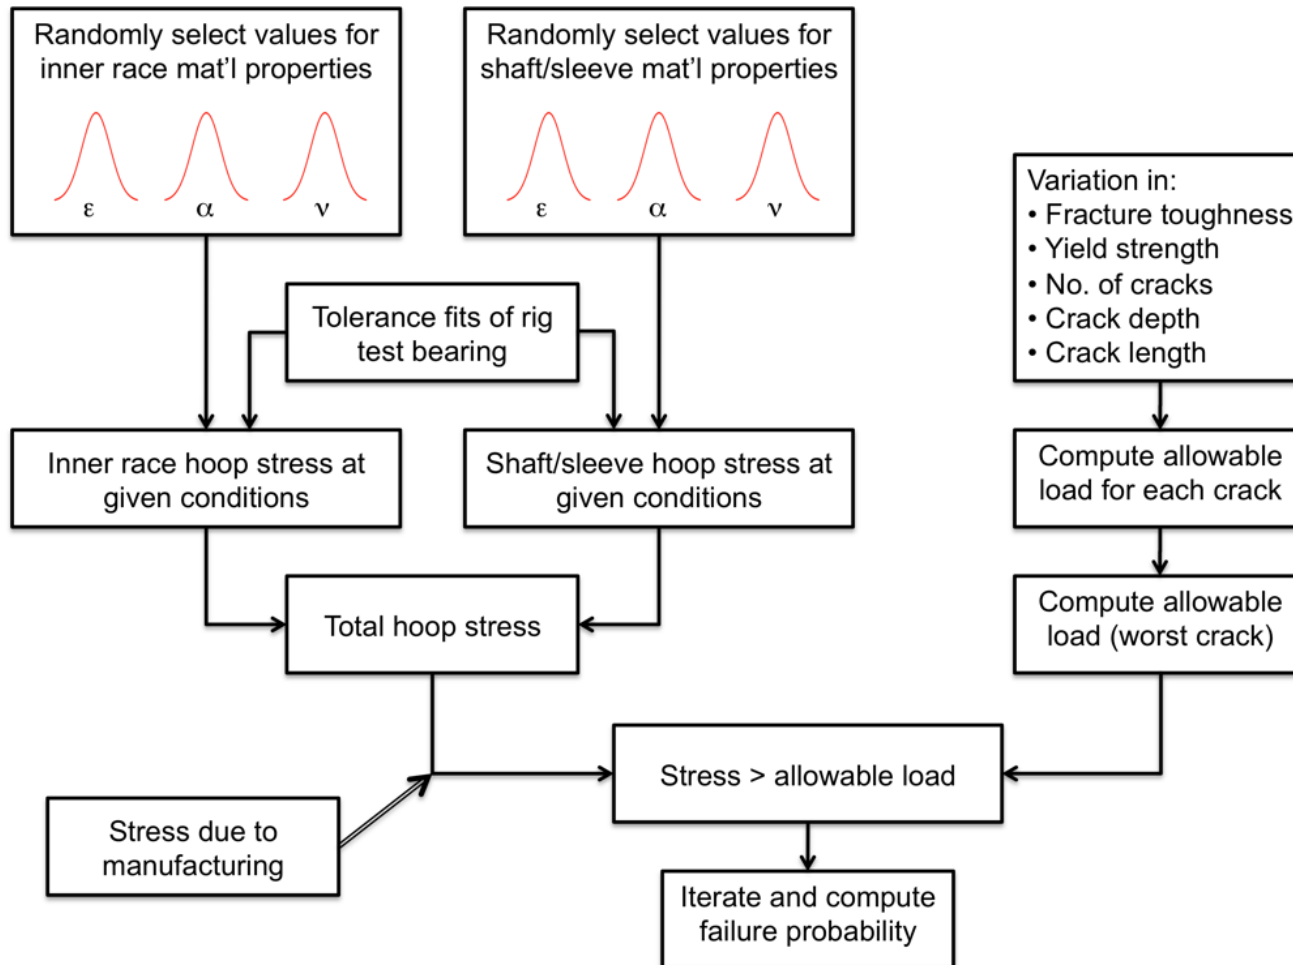 Randomly select values for
inner race mat’l properties
ε α ν
Randomly select values for
shaft/sleeve mat’l properties
ε α ν
Variation in:
• Fracture toughness
• Yield strength
• No. of cracks
• Crack depth
• Crack length
Tolerance fits of rig
test bearing
Inner race hoop stress at
given conditions
Shaft/sleeve hoop stress at
given conditions
Compute allowable
load for each crack
Total hoop stress
Compute allowable
load (worst crack)
Stress > allowable load
Stress due to
manufacturing
Iterate and compute
failure probability